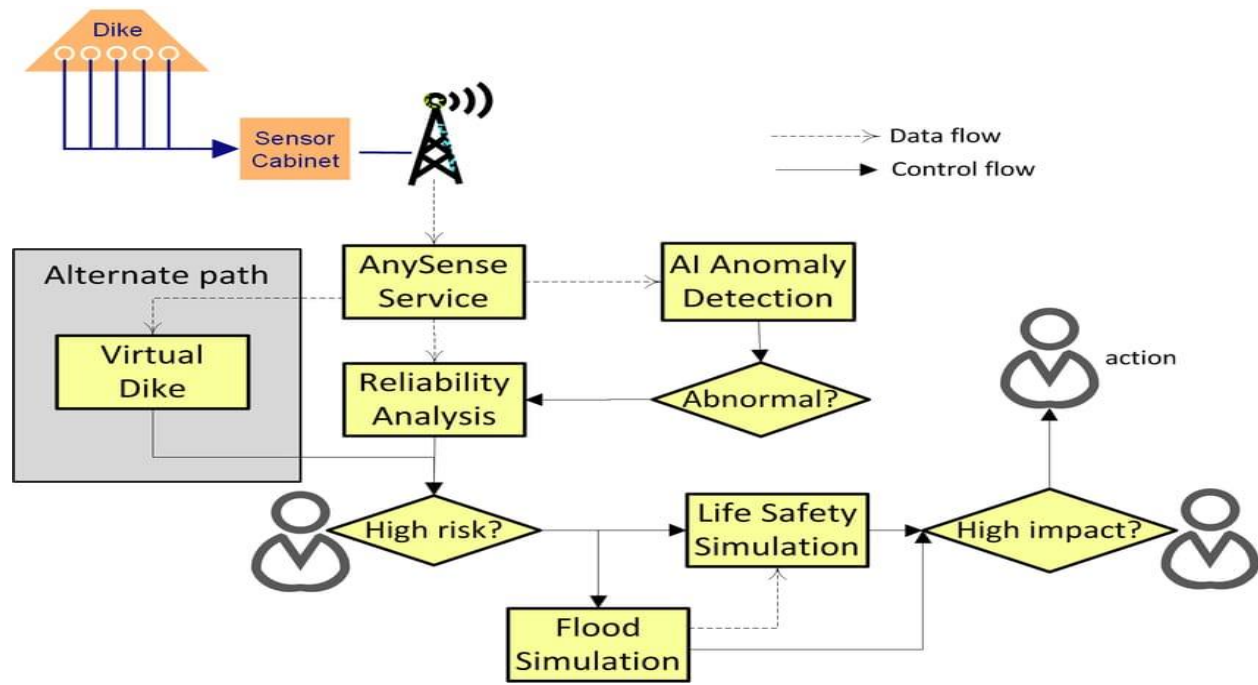 Dike
Sensor
Cabinet
Data flow
Control flow
Alternate path
AnySense
Service
AI Anomaly
Detection
Virtual
Dike
Reliability
Analysis
Abnormal?
action
High risk?
Life Safety
Simulation
High impact?
Flood
Simulation